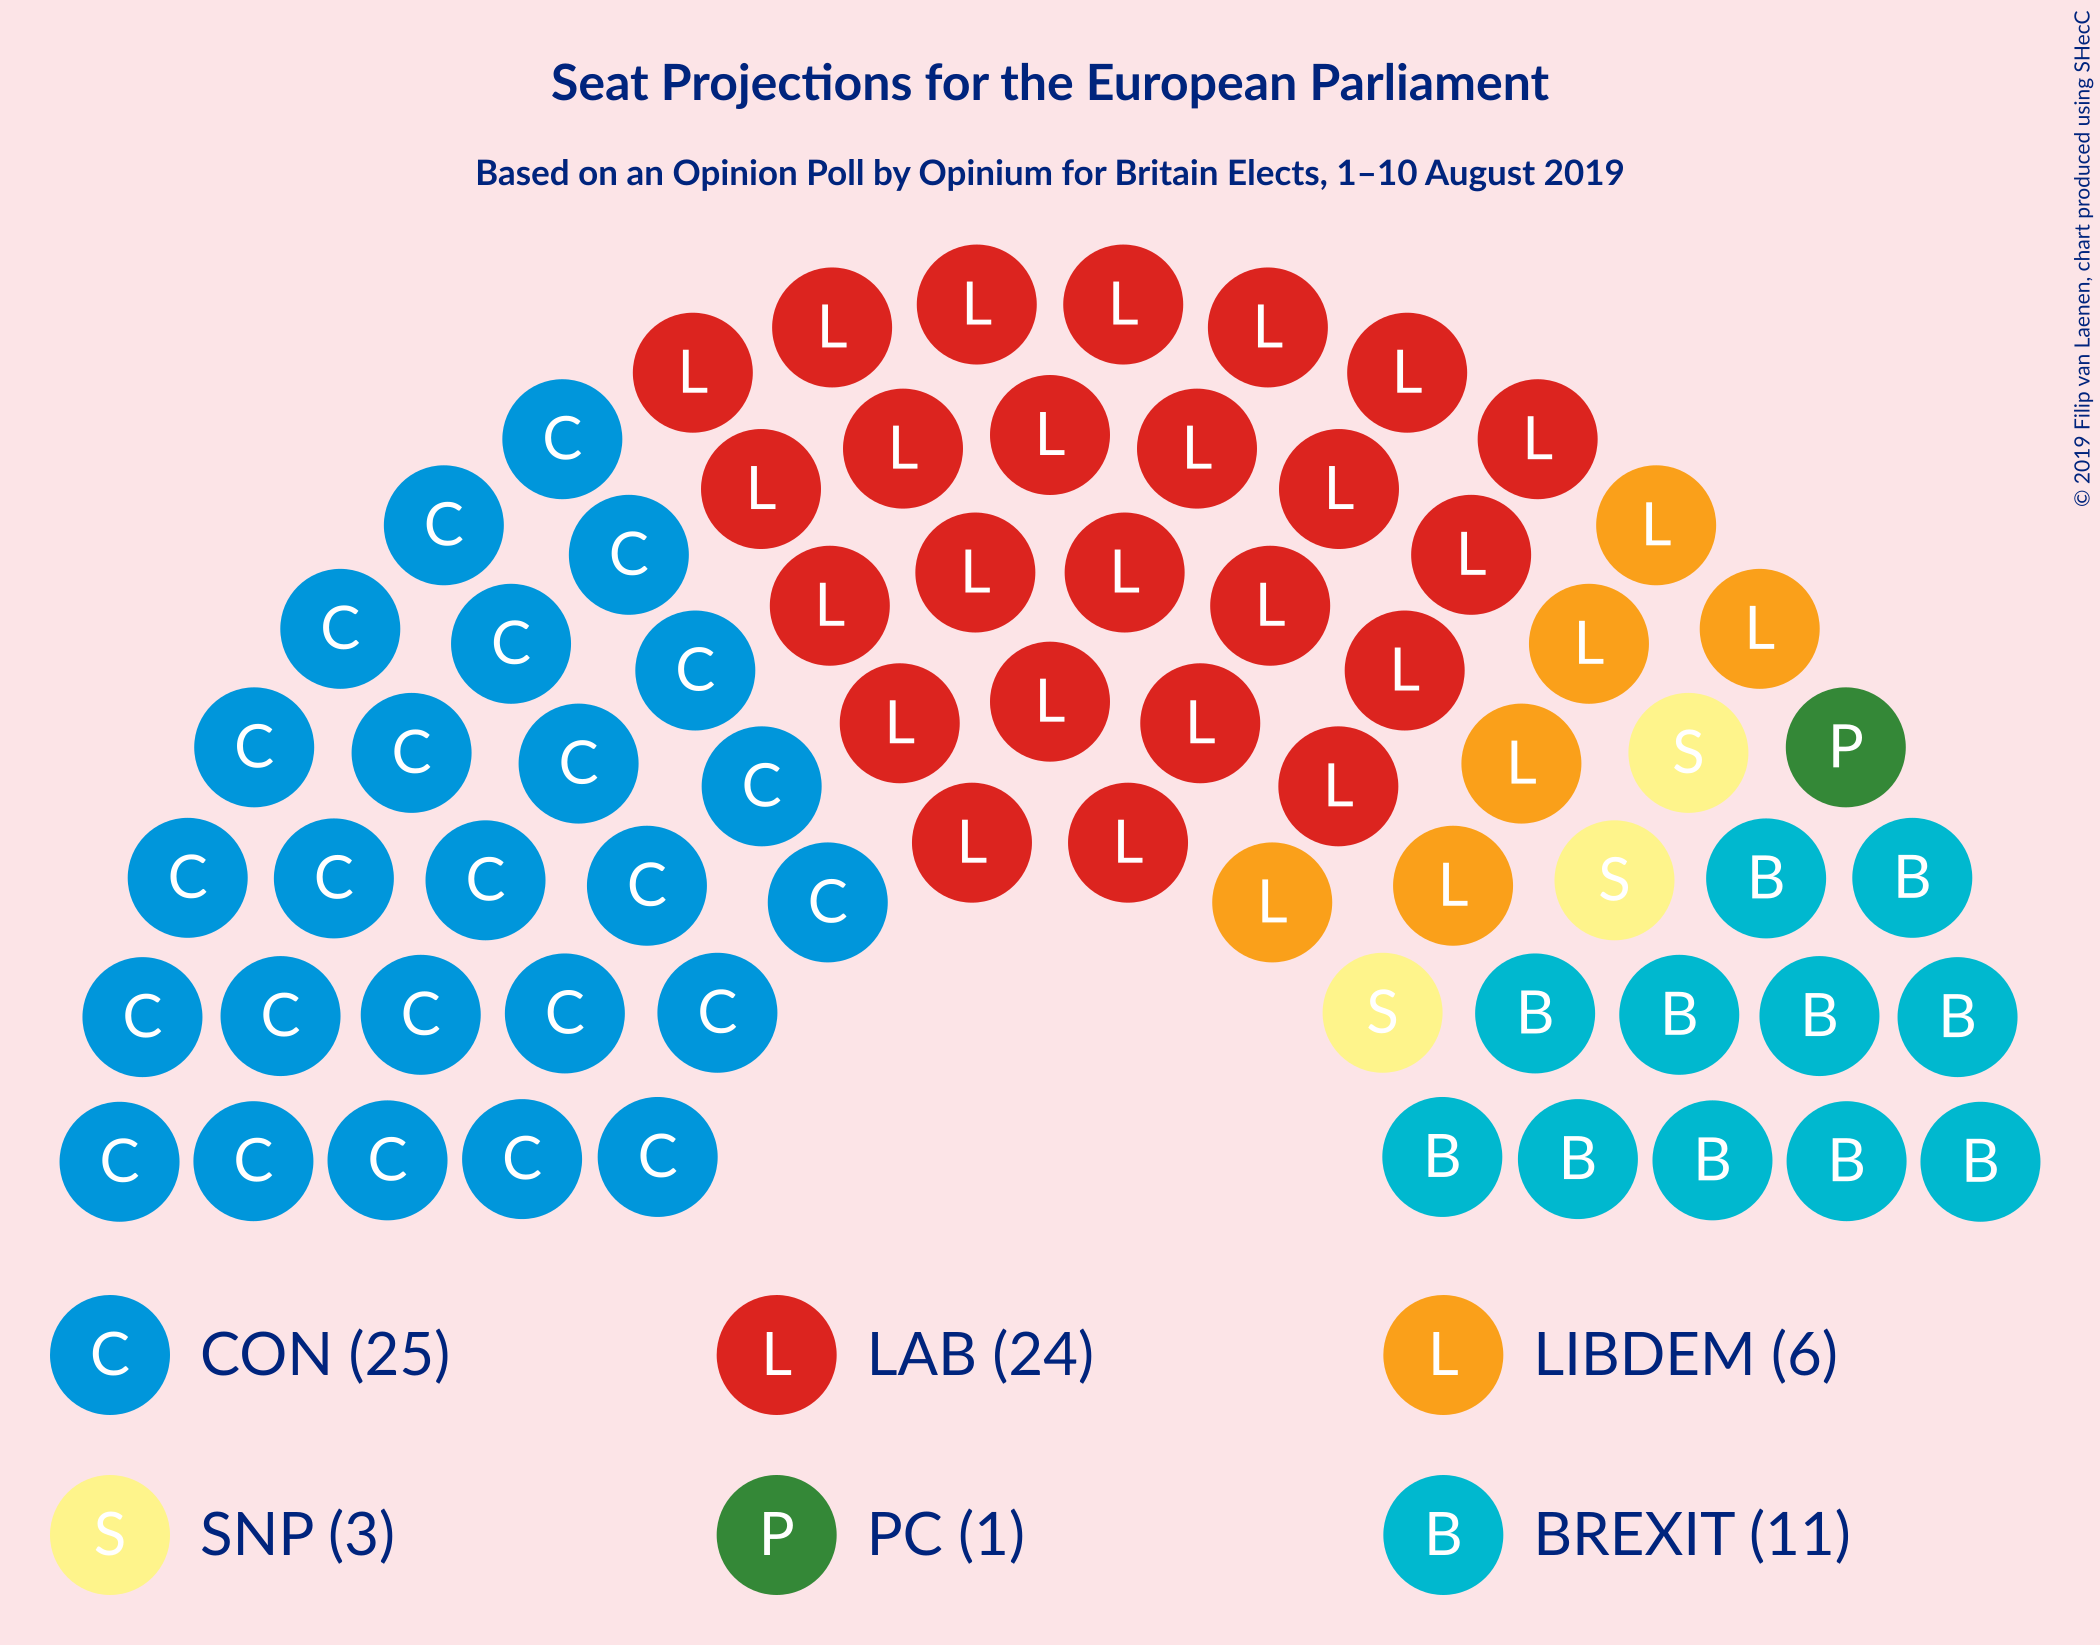 Seat Projections for the European Parliament
Based on an Opinion Poll by Opinium for Britain Elects, 1–10 August 2019
© 2019 Filip van Laenen, chart produced using SHecC
L L L L
L L
C L
L L L
L L
C L
C L
L L
L L
C L
C L
C L
L
L L
C L
C C S P
C L
C L
L L
C C C S B B
C L
C L
C C C C C S B B B B
C C C C C B B B B B
C CON (25) L LAB (24) L LIBDEM (6)
S SNP (3) P PC (1) B BREXIT (11)